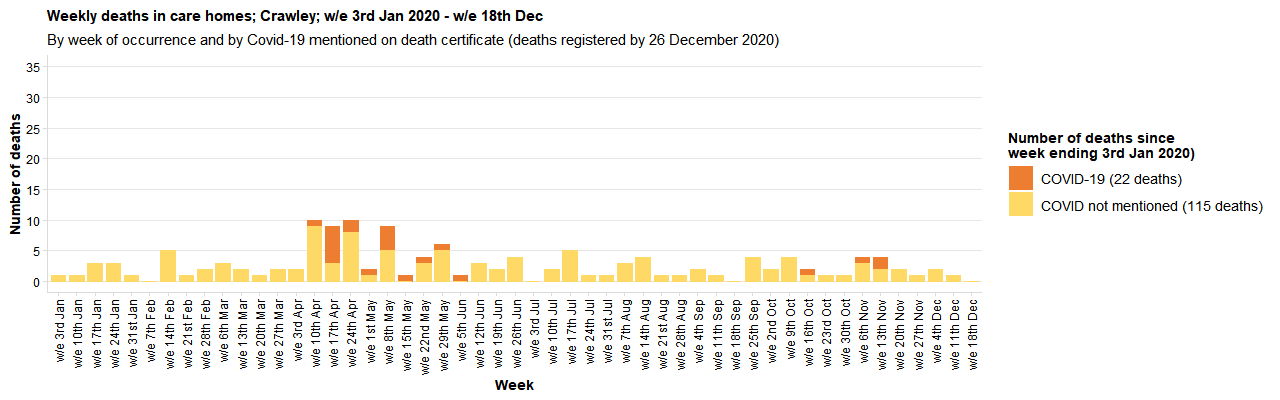 Weekly deaths in care homes; Crawley; w/e 3rd Jan 2020 - w/e 18th Dec
By week of occurrence and by Covid-19 mentioned on death certificate (deaths registered by 26 December 2020)
Number of deaths
35
30
25
20
15
10
5
0
w/e 3rd Jan
w/e 10th Jan
w/e 17th Jan
w/e 24th Jan
w/e 31st Jan
w/e 7th Feb
w/e 14th Feb
w/e 21st Feb
w/e 28th Feb
w/e 6th Mar
w/e 13th Mar
w/e 20th Mar
w/e 27th Mar
w/e 3rd Apr
w/e 10th Apr
w/e 17th Apr
w/e 24th Apr
w/e 1st May
w/e 8th May
w/e 15th May
w/e 22nd May
w/e 29th May
w/e 5th Jun
w/e 12th Jun
w/e 19th Jun
w/e 26th Jun
w/e 3rd Jul
w/e 10th Jul
w/e 17th Jul
w/e 24th Jul
w/e 31st Jul
w/e 7th Aug
w/e 14th Aug
w/e 21st Aug
w/e 28th Aug
w/e 4th Sep
w/e 11th Sep
w/e 18th Sep
w/e 25th Sep
w/e 2nd Oct
w/e 9th Oct
w/e 16th Oct
w/e 23rd Oct
w/e 30th Oct
w/e 6th Nov
w/e 13th Nov
w/e 20th Nov
w/e 27th Nov
w/e 4th Dec
w/e 11th Dec
w/e 18th Dec
Week
Number of deaths since
week ending 3rd Jan 2020)
COVID-19 (22 deaths)
COVID not mentioned (115 deaths)